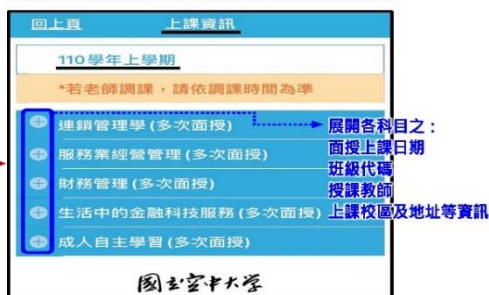 回上頁 上課資訊
110學年上學期
*若老師調課，請依調課時間為準
連鎖管理學(多次面授)
服務業經營管理(多次面授)
財務管理(多次面授)
生活中的金融科技服務(多次面授)
成人自主學習(多次面授)
國立空中大學
展開各科目之：
面授上課日期
班級代碼
授課教師
上課校區及地址等資訊